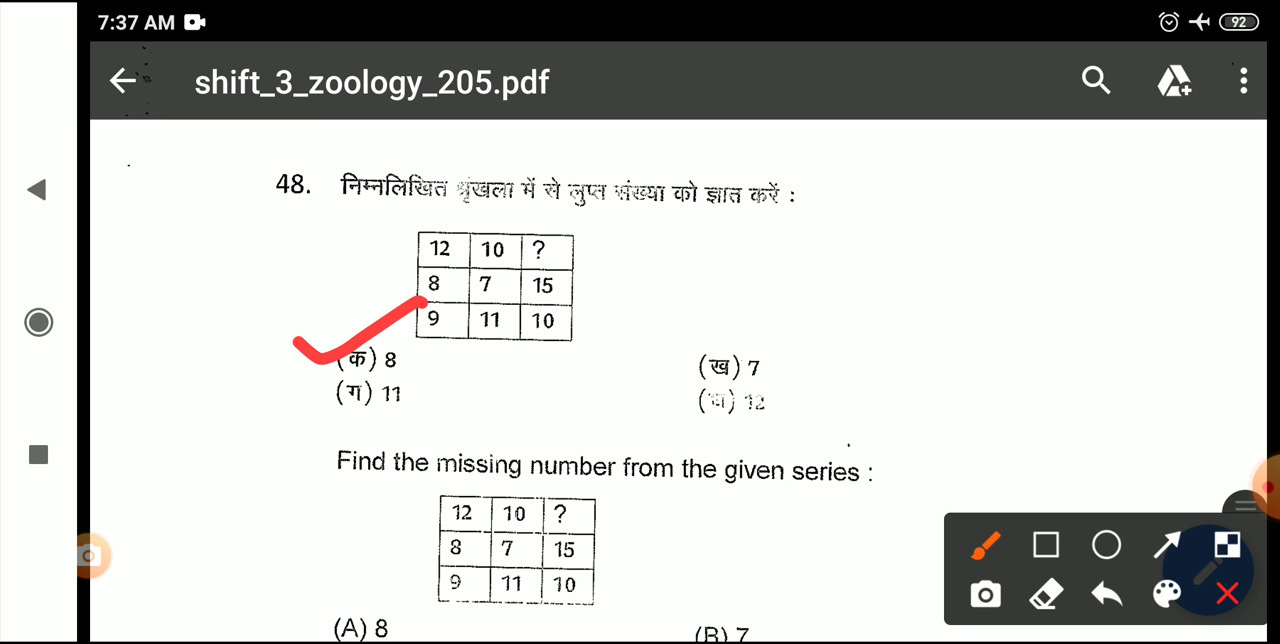 7:37 AM
92
shift_3_zoology_205.pdf
48. निम्नलिखित श्रृंखला में से लुप्त संख्या को ज्ञात करें :
12 10 ?
8 7 15
9 11 10
(क) 8 (ख) 7
(ग) 11 (घ) 12
Find the missing number from the given series :
12 10 ?
8 7 15
9 11 10
(A) 8 (B) 7